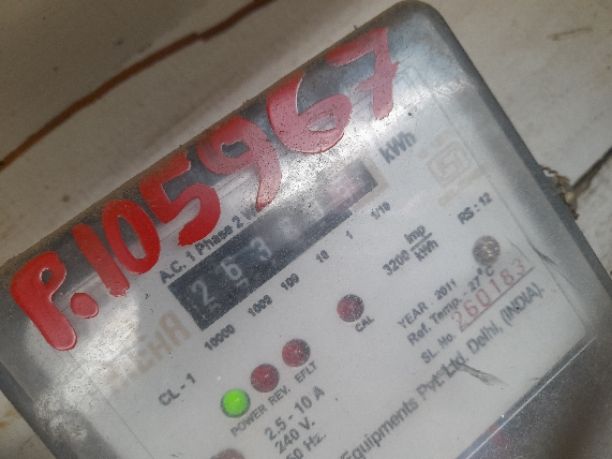 P.105967
kWh
A.C. 1 Phase 2 W
263
10000 1000 100 10 1 1/10
3200 imp
kWh
RS : 12
CL - 1
CAL
YEAR - 2011
Ref. Temp. - 27°C
SL. No. 260183
POWER REV. EFLT
2.5 - 10 A
240 V.
50 Hz.
Equipments Pvt. Ltd. Delhi, (INDIA).